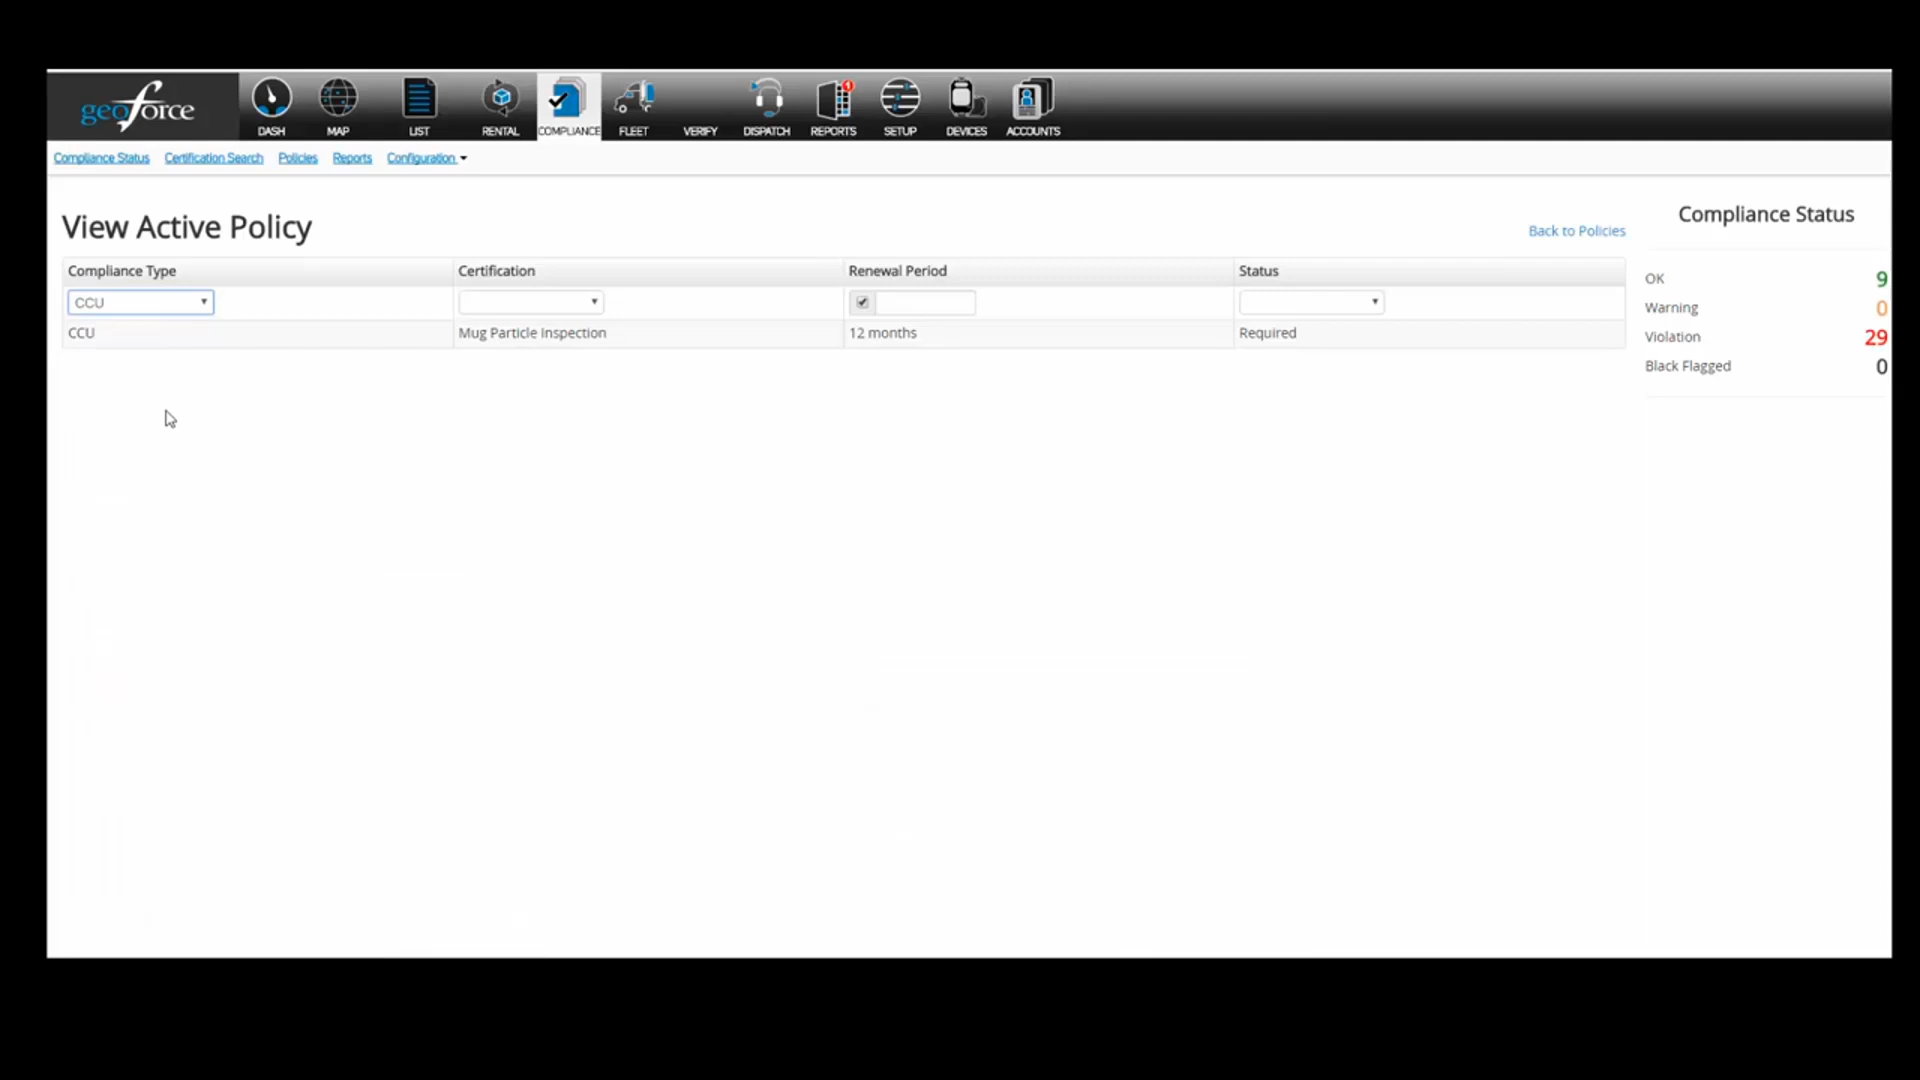 geoforce
DASH MAP LIST RENTAL COMPLIANCE FLEET VERIFY DISPATCH REPORTS 1 SETUP DEVICES ACCOUNTS
Compliance Status Certification Search Policies Reports Configuration
View Active Policy
Back to Policies
Compliance Type Certification Renewal Period Status
CCU
CCU Mug Particle Inspection 12 months Required
Compliance Status
OK 9
Warning 0
Violation 29
Black Flagged 0